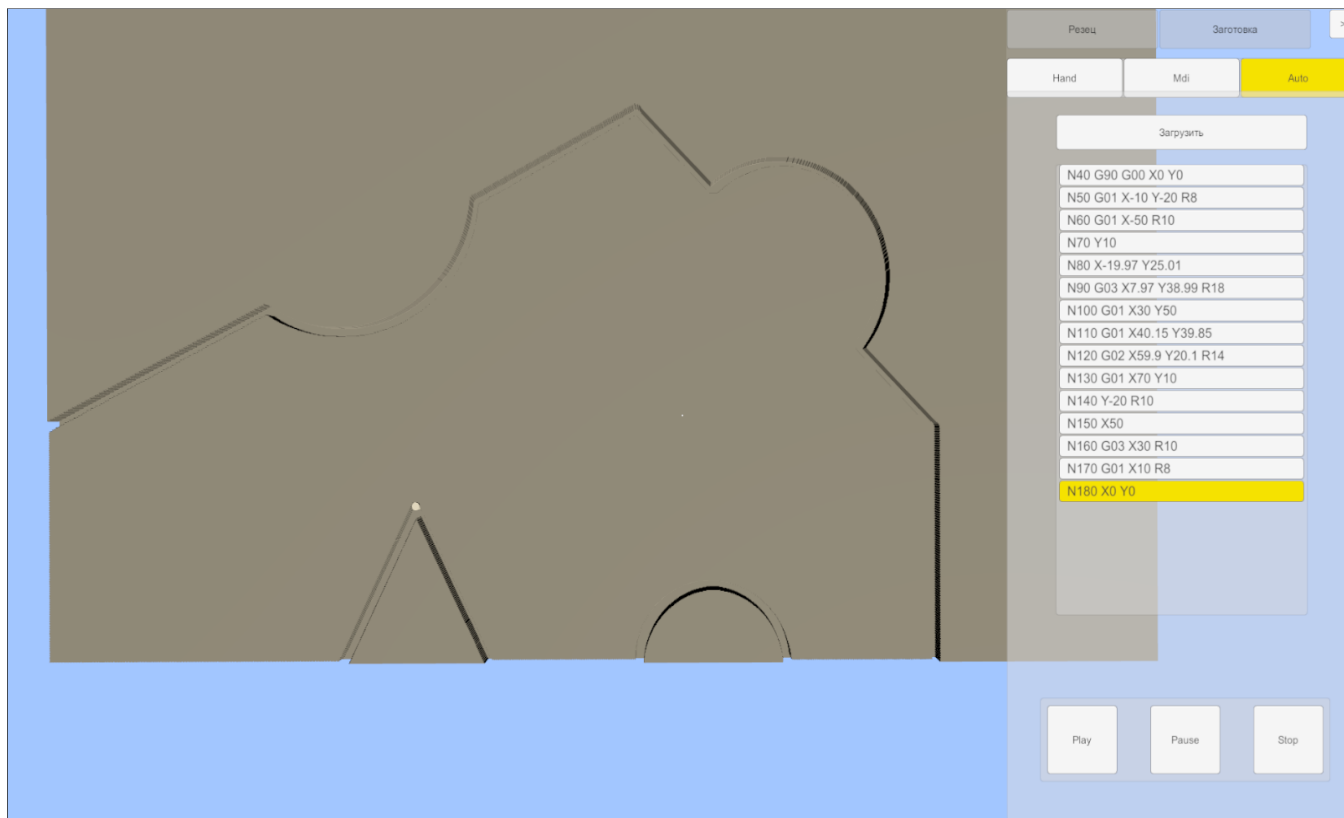 Резец
Заготовка
Hand
Mdi
Auto
Загрузить
N40 G90 G00 X0 Y0
N50 G01 X-10 Y-20 R8
N60 G01 X-50 R10
N70 Y10
N80 X-19.97 Y25.01
N90 G03 X7.97 Y38.99 R18
N100 G01 X30 Y50
N110 G01 X40.15 Y39.85
N120 G02 X59.9 Y20.1 R14
N130 G01 X70 Y10
N140 Y-20 R10
N150 X50
N160 G03 X30 R10
N170 G01 X10 R8
N180 X0 Y0
Play
Pause
Stop